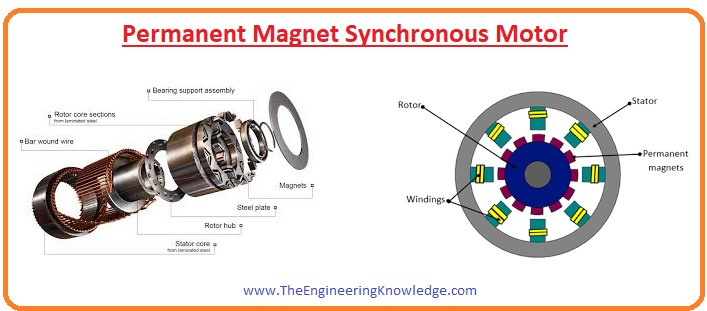 Permanent Magnet Synchronous Motor
Bearing support assembly
Rotor core sections
from laminated steel
Bar wound wire
Magnets
Steel plate
Rotor hub
Stator core
from laminated steel
Rotor
Stator
Permanent
magnets
Windings
www.TheEngineeringKnowledge.com